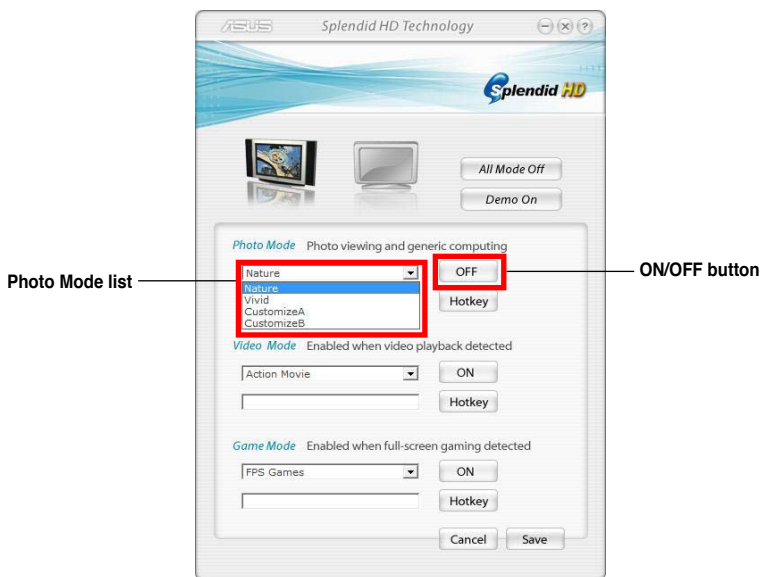 ASUS Splendid HD Technology
Splendid HD
All Mode Off
Demo On
Photo Mode Photo viewing and generic computing
Photo Mode list
Nature
OFF
ON/OFF button
Nature
Vivid
CustomizeA
CustomizeB
Hotkey
Video Mode Enabled when video playback detected
Action Movie
ON
Hotkey
Game Mode Enabled when full-screen gaming detected
FPS Games
ON
Hotkey
Cancel
Save